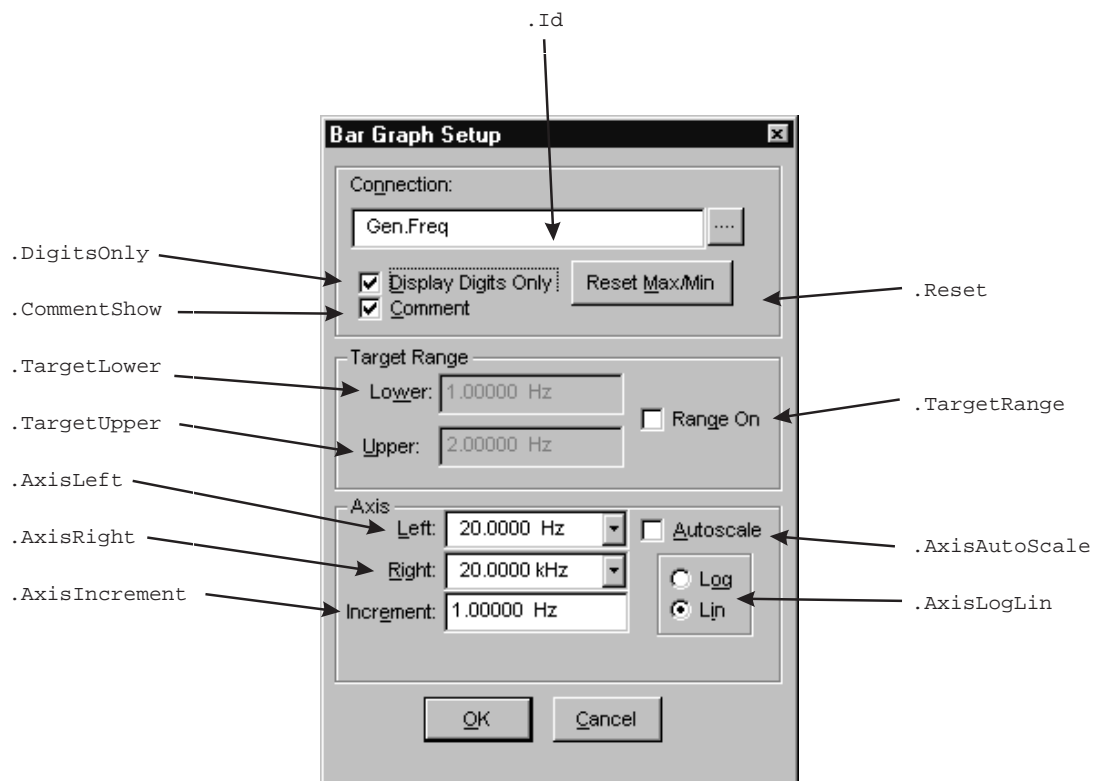 .Id
Bar Graph Setup
Connection:
Gen.Freq
....
.DigitsOnly
Display Digits Only
Reset Max/Min
.Reset
.CommentShow
Comment
Target Range
.TargetLower
Lower: 1.00000 Hz
Range On
.TargetRange
.TargetUpper
Upper: 2.00000 Hz
Axis
.AxisLeft
Left: 20.0000 Hz
Autoscale
.AxisAutoScale
.AxisRight
Right: 20.0000 kHz
Log
.AxisIncrement
Increment: 1.00000 Hz
Lin
.AxisLogLin
OK
Cancel